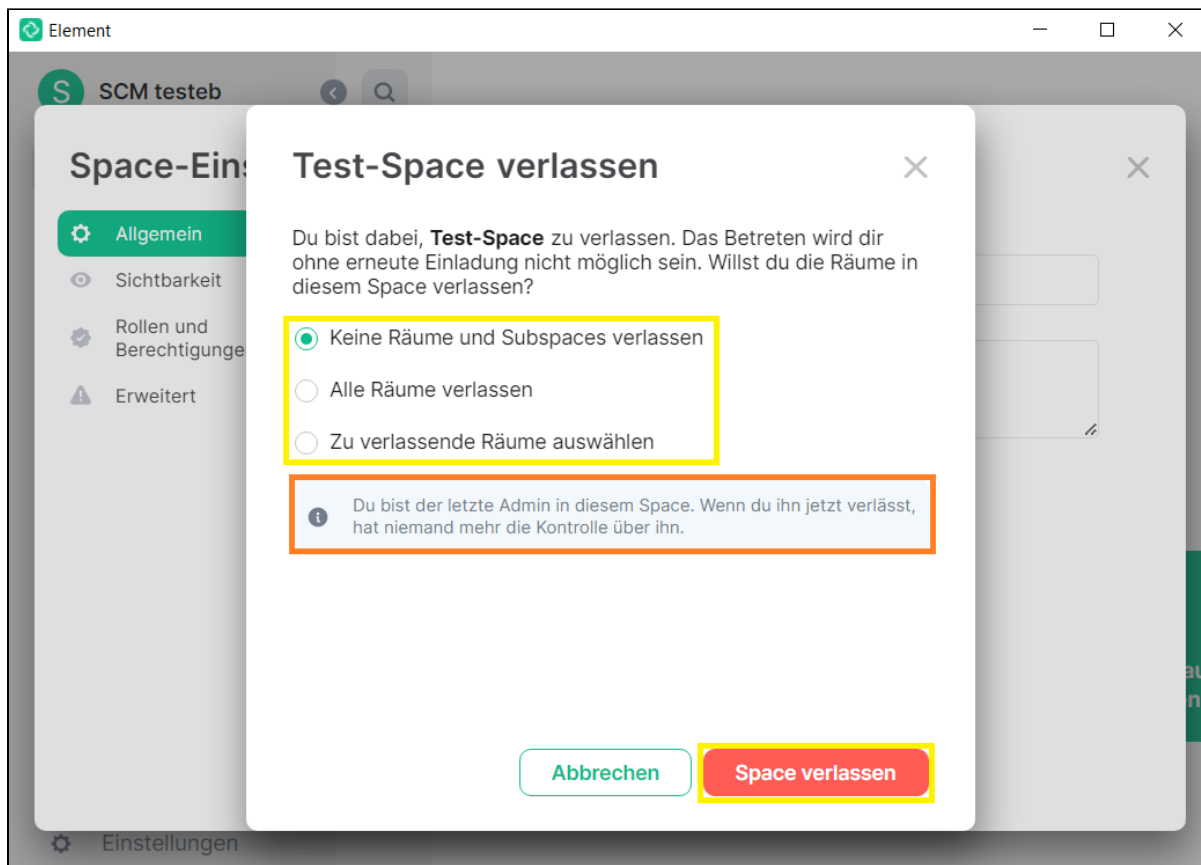 Element
S SCM testeb
Space-Eins
Allgemein
Sichtbarkeit
Rollen und
Berechtigunge
Erweitert
Test-Space verlassen
Du bist dabei, Test-Space zu verlassen. Das Betreten wird dir
ohne erneute Einladung nicht möglich sein. Willst du die Räume in
diesem Space verlassen?
Keine Räume und Subspaces verlassen
Alle Räume verlassen
Zu verlassende Räume auswählen
Du bist der letzte Admin in diesem Space. Wenn du ihn jetzt verlässt,
hat niemand mehr die Kontrolle über ihn.
Abbrechen
Space verlassen
Einstellungen